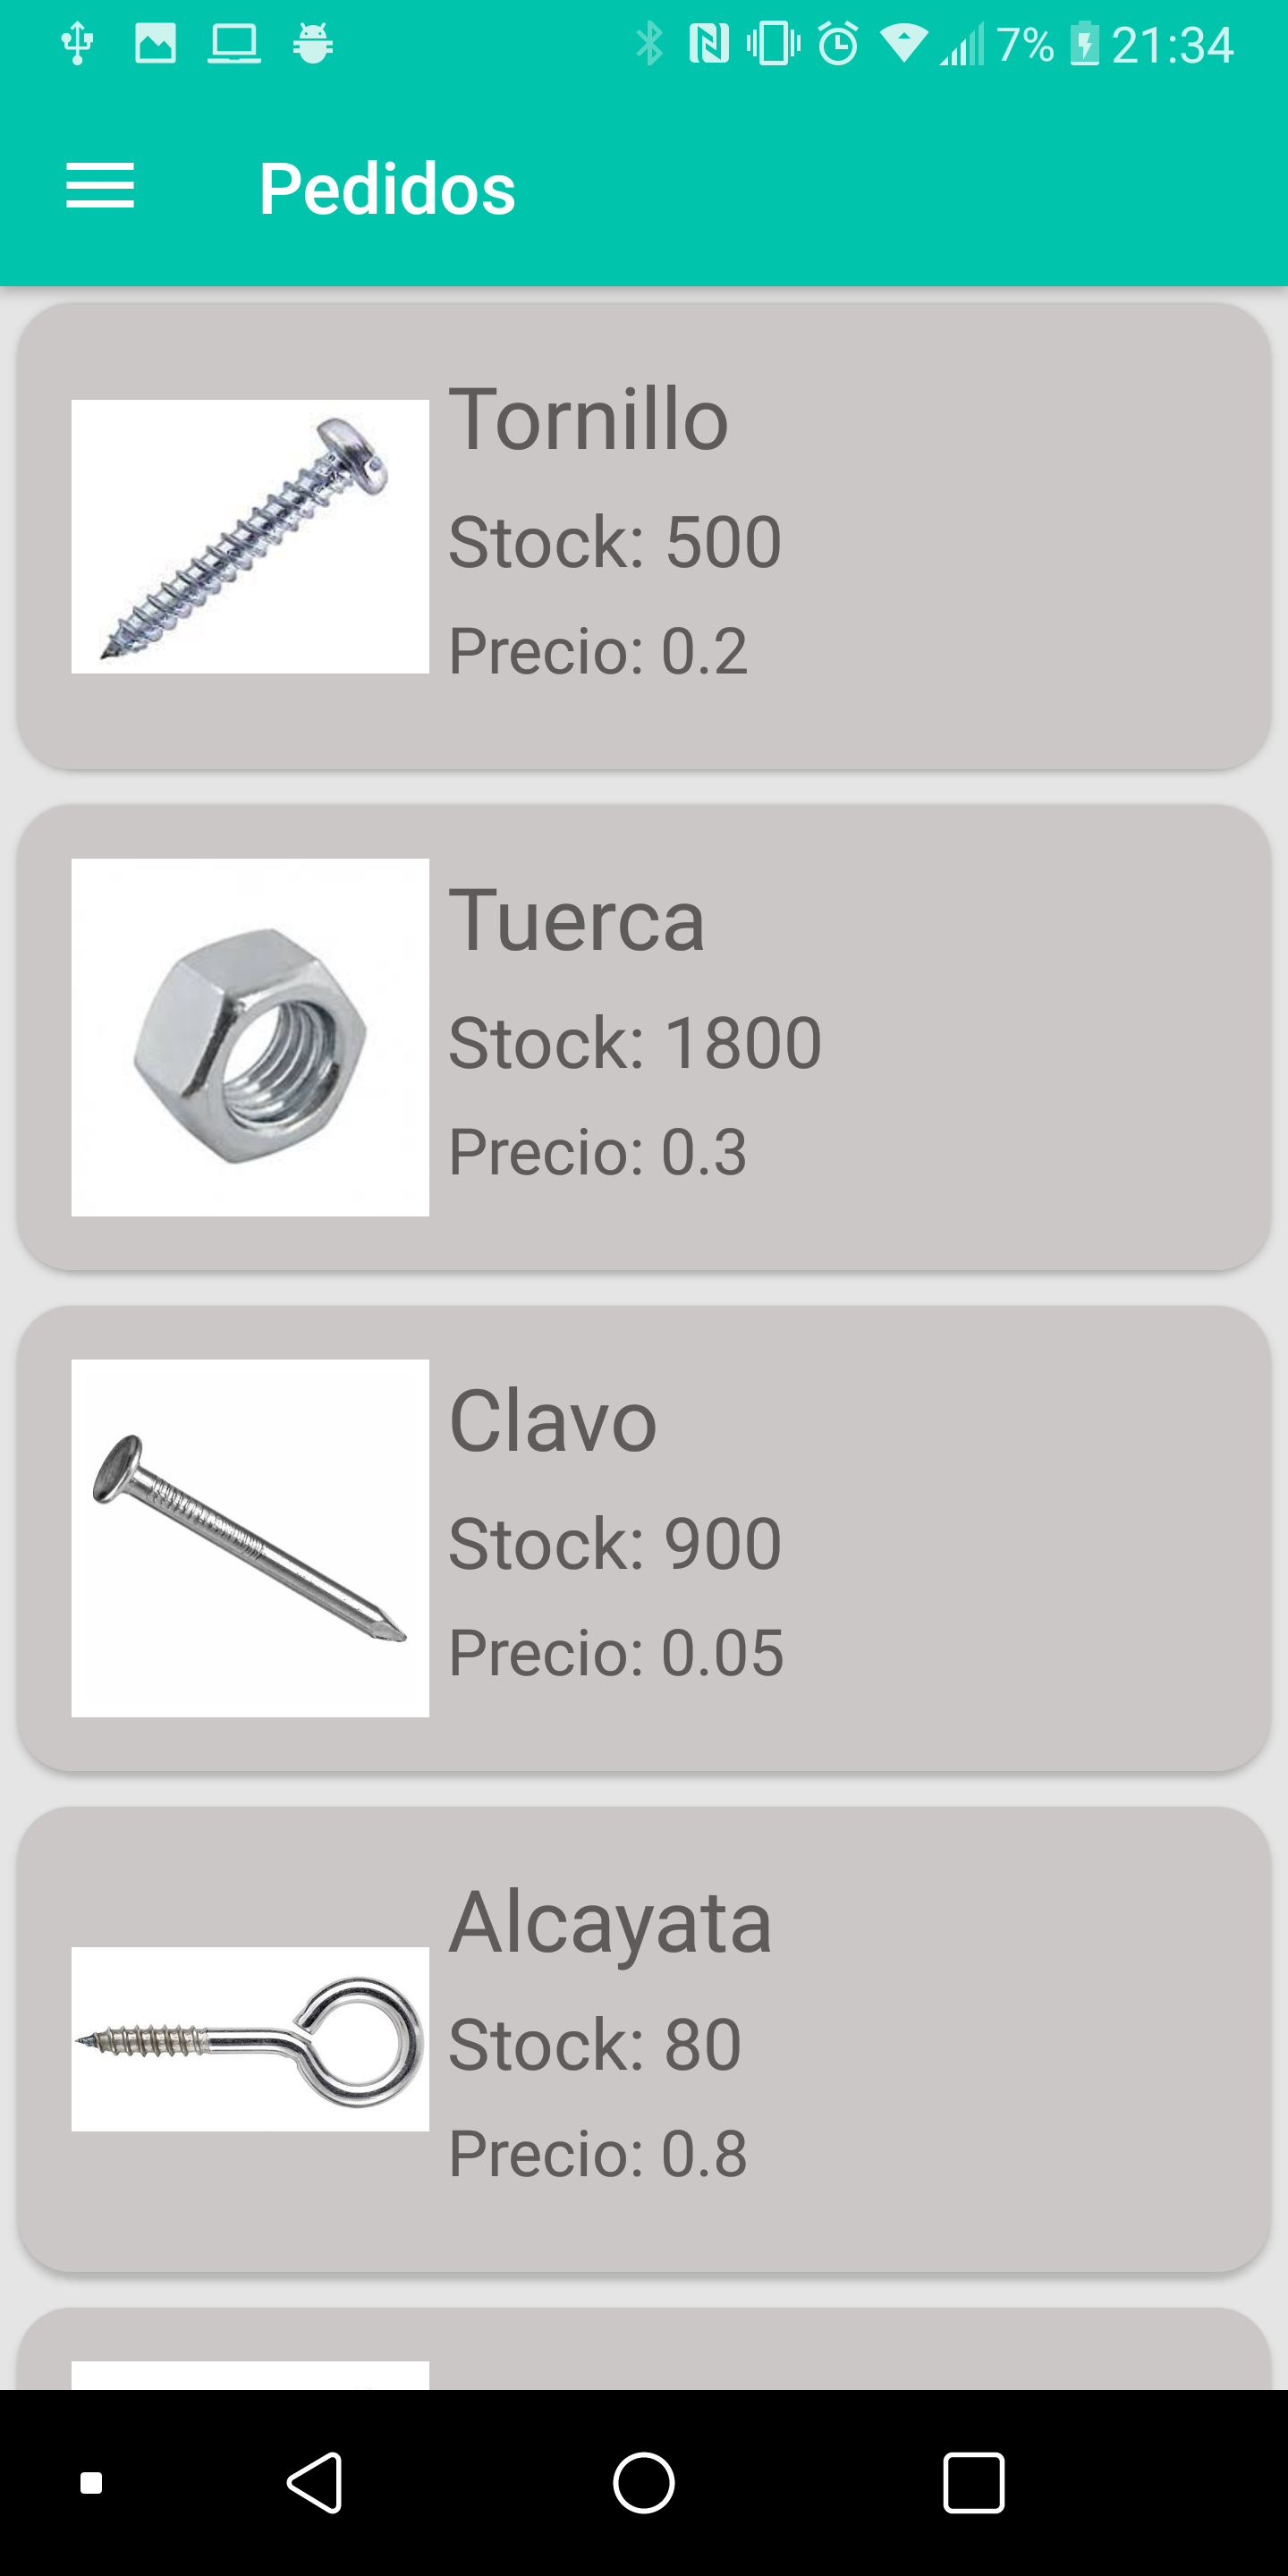 7% 21:34
Pedidos
Tornillo
Stock: 500
Precio: 0.2
Tuerca
Stock: 1800
Precio: 0.3
Clavo
Stock: 900
Precio: 0.05
Alcayata
Stock: 80
Precio: 0.8